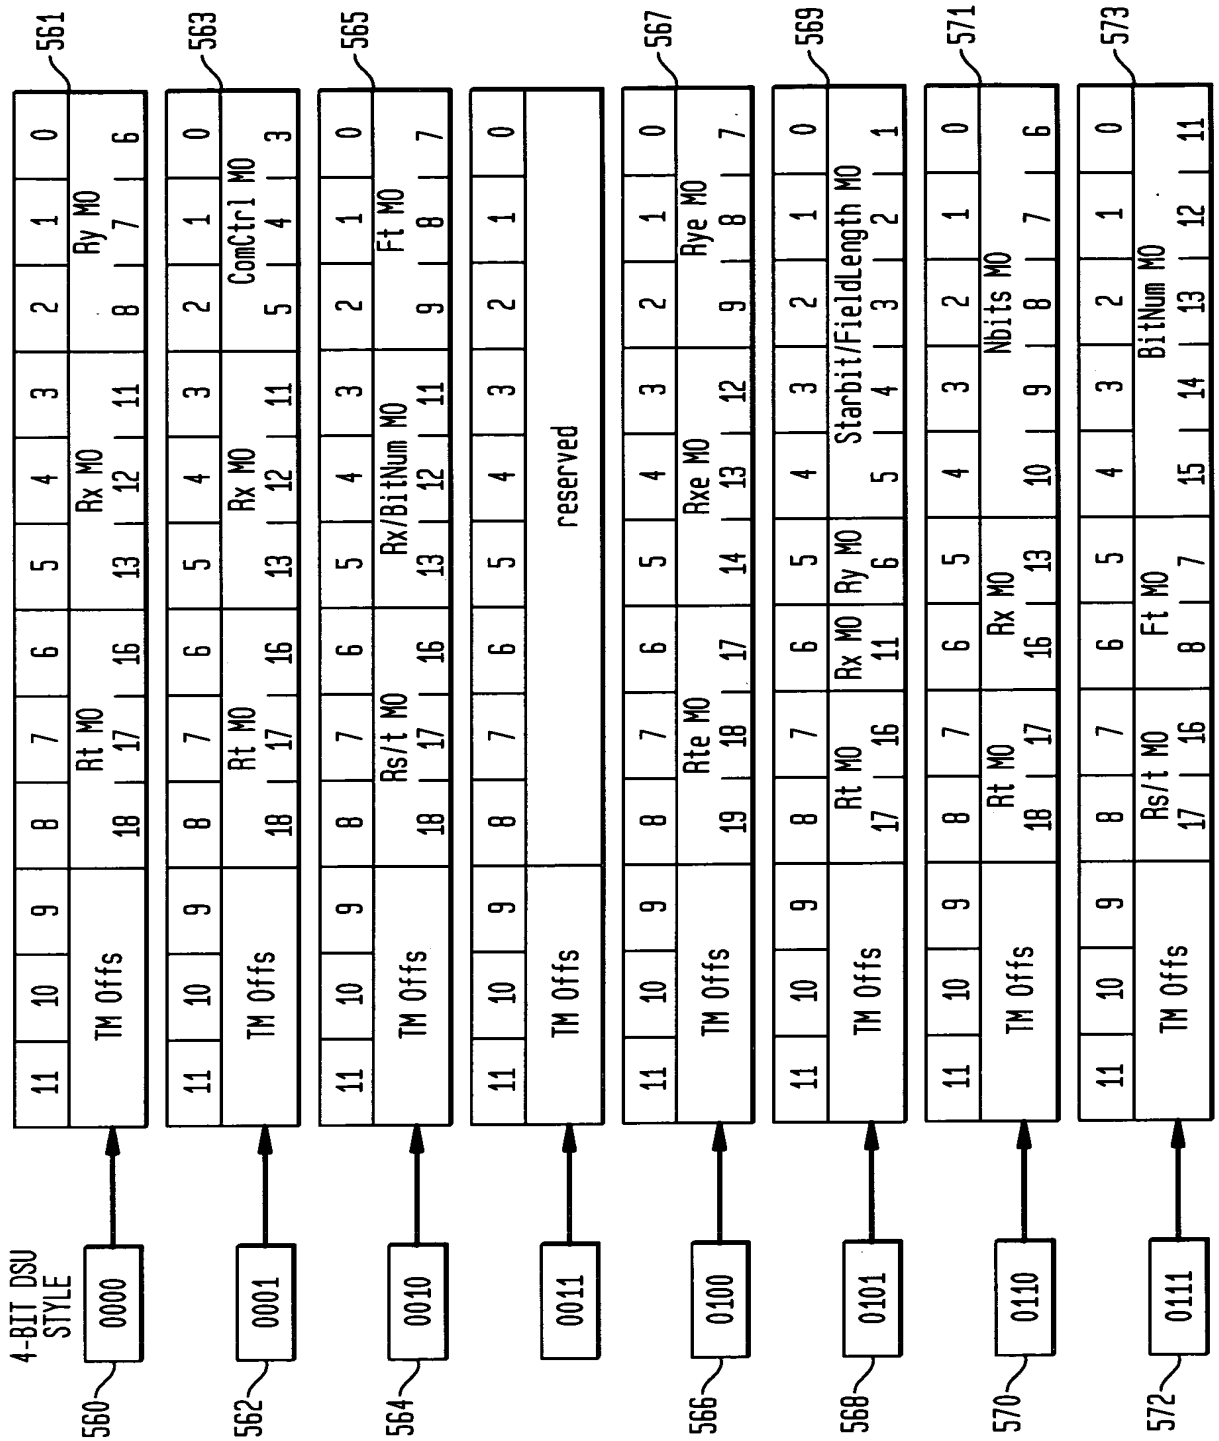 4-BIT DSU
STYLE
560
0000
561
11 10 9 8 7 6 5 4 3 2 1 0
TM Offs Rt MO Rx MO Ry MO
18 17 16 13 12 11 8 7 6
562
0001
563
11 10 9 8 7 6 5 4 3 2 1 0
TM Offs Rt MO Rx MO ComCtrl MO
18 17 16 13 12 11 5 4 3
564
0010
565
11 10 9 8 7 6 5 4 3 2 1 0
TM Offs Rs/t MO Rx/BitNum MO Ft MO
18 17 16 13 12 11 9 8 7
0011
11 10 9 8 7 6 5 4 3 2 1 0
TM Offs reserved
566
0100
567
11 10 9 8 7 6 5 4 3 2 1 0
TM Offs Rte MO Rxe MO Rye MO
19 18 17 14 13 12 9 8 7
568
0101
569
11 10 9 8 7 6 5 4 3 2 1 0
TM Offs Rt MO Rx MO Ry MO Starbit/FieldLength MO
17 16 11 6 5 4 3 2 1
570
0110
571
11 10 9 8 7 6 5 4 3 2 1 0
TM Offs Rt MO Rx MO Nbits MO
18 17 16 13 10 9 8 7 6
572
0111
573
11 10 9 8 7 6 5 4 3 2 1 0
TM Offs Rs/t MO Ft MO BitNum MO
17 16 8 7 15 14 13 12 11